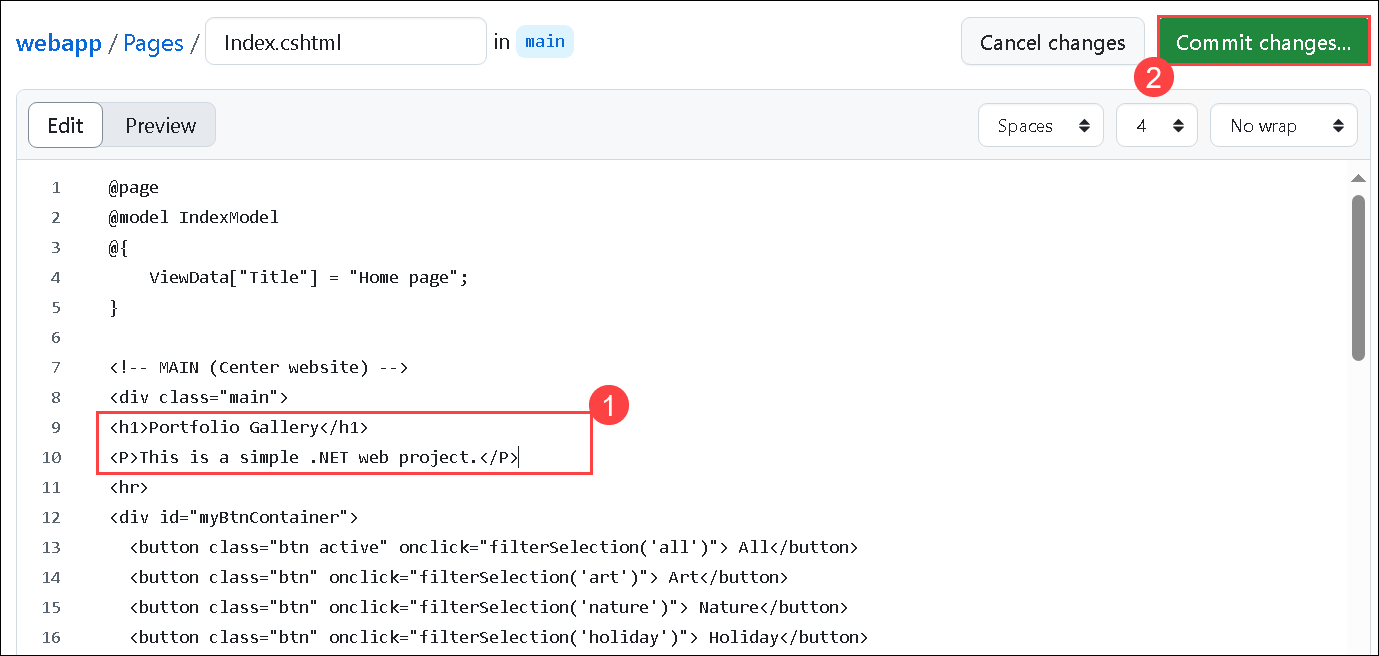 webapp / Pages / Index.cshtml in main Cancel changes Commit changes...
2
Edit Preview Spaces 4 No wrap
1 @page
2 @model IndexModel
3 @{
4     ViewData["Title"] = "Home page";
5 }
6
7 <!-- MAIN (Center website) -->
8 <div class="main">
1
9 <h1>Portfolio Gallery</h1>
10 <P>This is a simple .NET web project.</P>
11 <hr>
12 <div id="myBtnContainer">
13   <button class="btn active" onclick="filterSelection('all')"> All</button>
14   <button class="btn" onclick="filterSelection('art')"> Art</button>
15   <button class="btn" onclick="filterSelection('nature')"> Nature</button>
16   <button class="btn" onclick="filterSelection('holiday')"> Holiday</button>